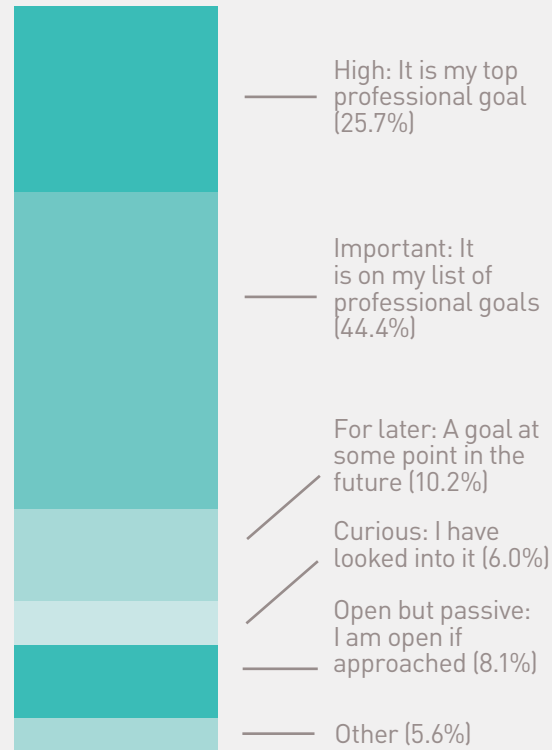 High: It is my top
professional goal
(25.7%)
Important: It
is on my list of
professional goals
(44.4%)
For later: A goal at
some point in the
future (10.2%)
Curious: I have
looked into it (6.0%)
Open but passive:
I am open if
approached (8.1%)
Other (5.6%)